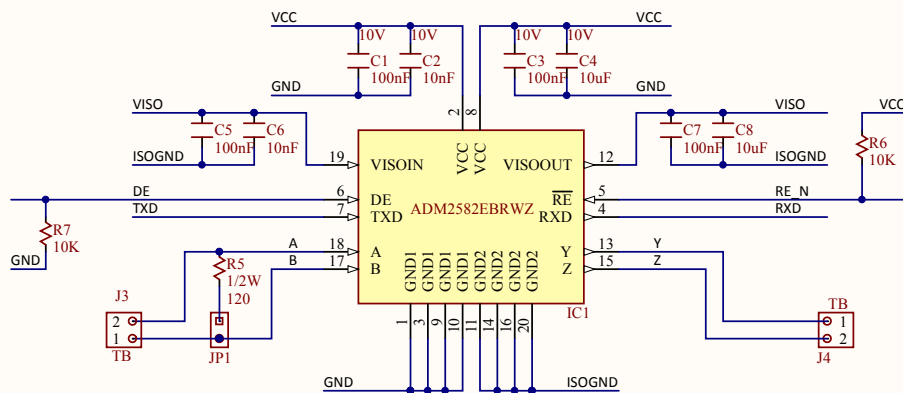 VCC
VCC
10V
10V
10V
10V
C1
C2
C3
C4
100nF
10nF
100nF
10uF
GND
GND
2
8
VISO
VISO
VCC
C5
C6
C7
C8
100nF
10nF
100nF
10uF
R6
10K
ISOGND
ISOGND
19
VISOIN
VCC
VCC
VISOOUT
12
DE
6
DE
ADM2582EBRWZ
RE
5
RE_N
TXD
7
TXD
RXD
4
RXD
R7
10K
GND
A
18
A
Y
13
Y
B
17
B
Z
15
Z
R5
1/2W
120
GND1
GND1
GND1
GND1
GND2
GND2
GND2
GND2
IC1
J3
2
1
TB
JP1
1
3
9
10
11
14
16
20
TB
1
2
J4
GND
ISOGND